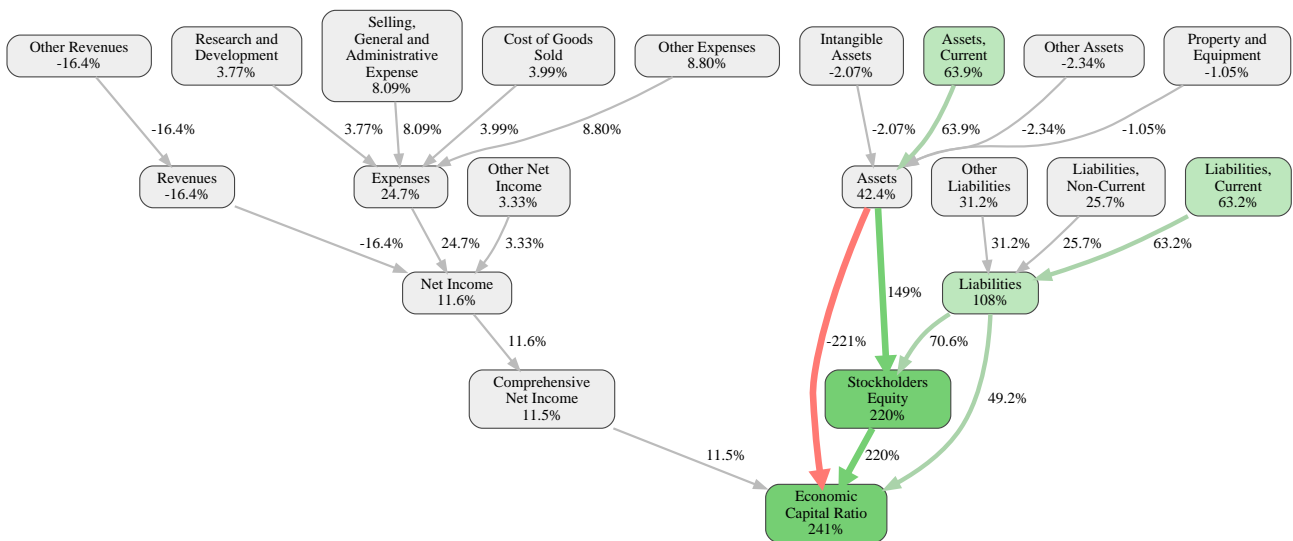 Other Revenues
-16.4%
Research and
Development
3.77%
Selling,
General and
Administrative
Expense
8.09%
Cost of Goods
Sold
3.99%
Other Expenses
8.80%
Intangible
Assets
-2.07%
Assets,
Current
63.9%
Other Assets
-2.34%
Property and
Equipment
-1.05%
-16.4%
3.77%
8.09%
3.99%
8.80%
-2.07%
63.9%
-2.34%
-1.05%
Revenues
-16.4%
Expenses
24.7%
Other Net
Income
3.33%
Assets
42.4%
Other
Liabilities
31.2%
Liabilities,
Non-Current
25.7%
Liabilities,
Current
63.2%
-16.4%
24.7%
3.33%
31.2%
25.7%
63.2%
Net Income
11.6%
149%
Liabilities
108%
11.6%
-221%
70.6%
Comprehensive
Net Income
11.5%
Stockholders
Equity
220%
49.2%
11.5%
220%
Economic
Capital Ratio
241%